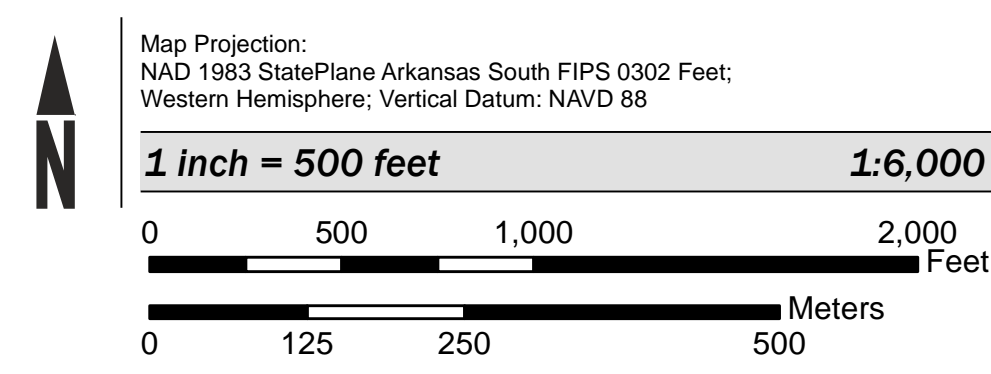 N
Map Projection:
NAD 1983 StatePlane Arkansas South FIPS 0302 Feet;
Western Hemisphere; Vertical Datum: NAVD 88
1 inch = 500 feet 1:6,000
0 500 1,000 2,000
Feet
Meters
0 125 250 500